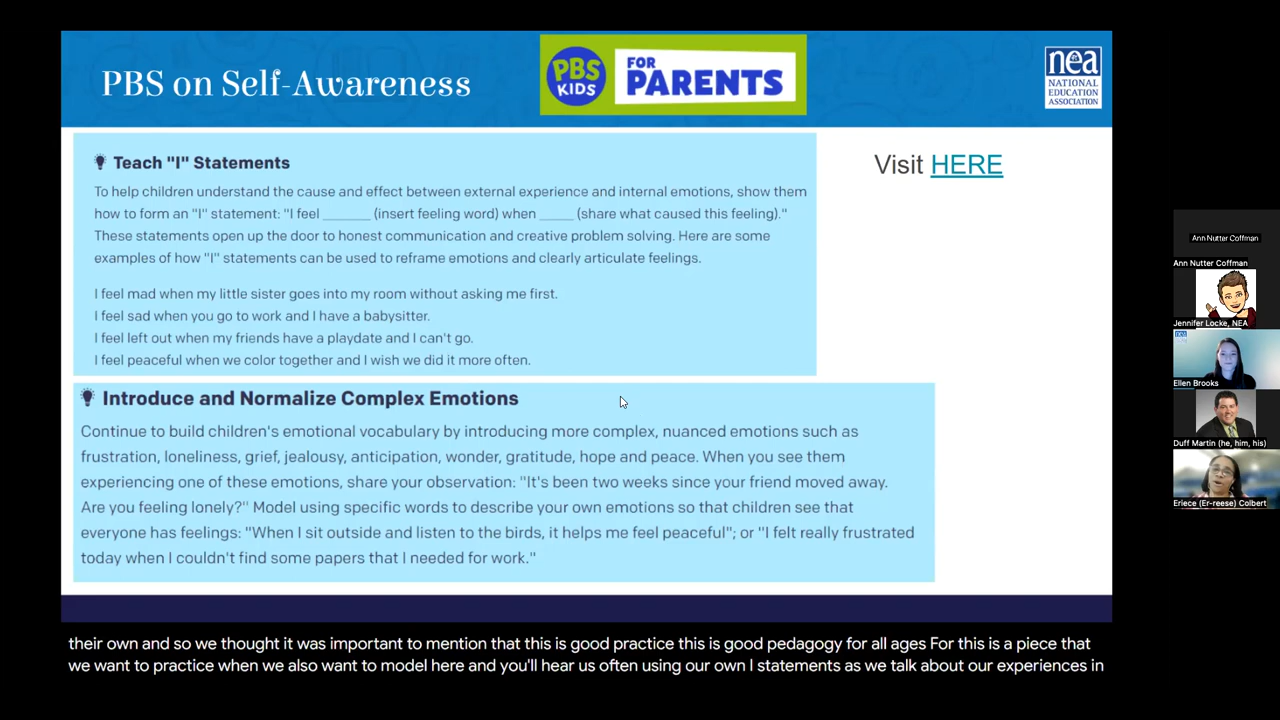 PBS on Self-Awareness
PBS
KIDS
FOR
PARENTS
nea
NATIONAL
EDUCATION
ASSOCIATION
Teach "I" Statements
To help children understand the cause and effect between external experience and internal emotions, show them
how to form an "I" statement: "I feel _______ (insert feeling word) when _____ (share what caused this feeling)."
These statements open up the door to honest communication and creative problem solving. Here are some
examples of how "I" statements can be used to reframe emotions and clearly articulate feelings.
I feel mad when my little sister goes into my room without asking me first.
I feel sad when you go to work and I have a babysitter.
I feel left out when my friends have a playdate and I can't go.
I feel peaceful when we color together and I wish we did it more often.
Visit HERE
Introduce and Normalize Complex Emotions
Continue to build children's emotional vocabulary by introducing more complex, nuanced emotions such as
frustration, loneliness, grief, jealousy, anticipation, wonder, gratitude, hope and peace. When you see them
experiencing one of these emotions, share your observation: "It's been two weeks since your friend moved away.
Are you feeling lonely?" Model using specific words to describe your own emotions so that children see that
everyone has feelings: "When I sit outside and listen to the birds, it helps me feel peaceful"; or "I felt really frustrated
today when I couldn't find some papers that I needed for work."
Ann Nutter Coffman
Ann Nutter Coffman
Jennifer Locke, NEA
nea
Ellen Brooks
Duff Martin (he, him, his)
Eriece (Er-reese) Colbert
their own and so we thought it was important to mention that this is good practice this is good pedagogy for all ages For this is a piece that
we want to practice when we also want to model here and you'll hear us often using our own I statements as we talk about our experiences in